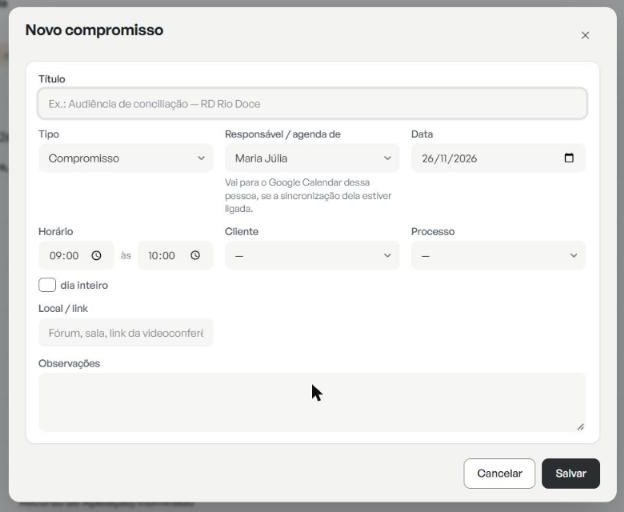 Novo compromisso
Título
Ex.: Audiência de conciliação — RD Rio Doce
Tipo
Responsável / agenda de
Data
Compromisso
Maria Júlia
26/11/2026
Vai para o Google Calendar dessa
pessoa, se a sincronização dela estiver
ligada.
Horário
Cliente
Processo
09:00 às 10:00
—
—
dia inteiro
Local / link
Fórum, sala, link da videoconferê
Observações
Cancelar
Salvar